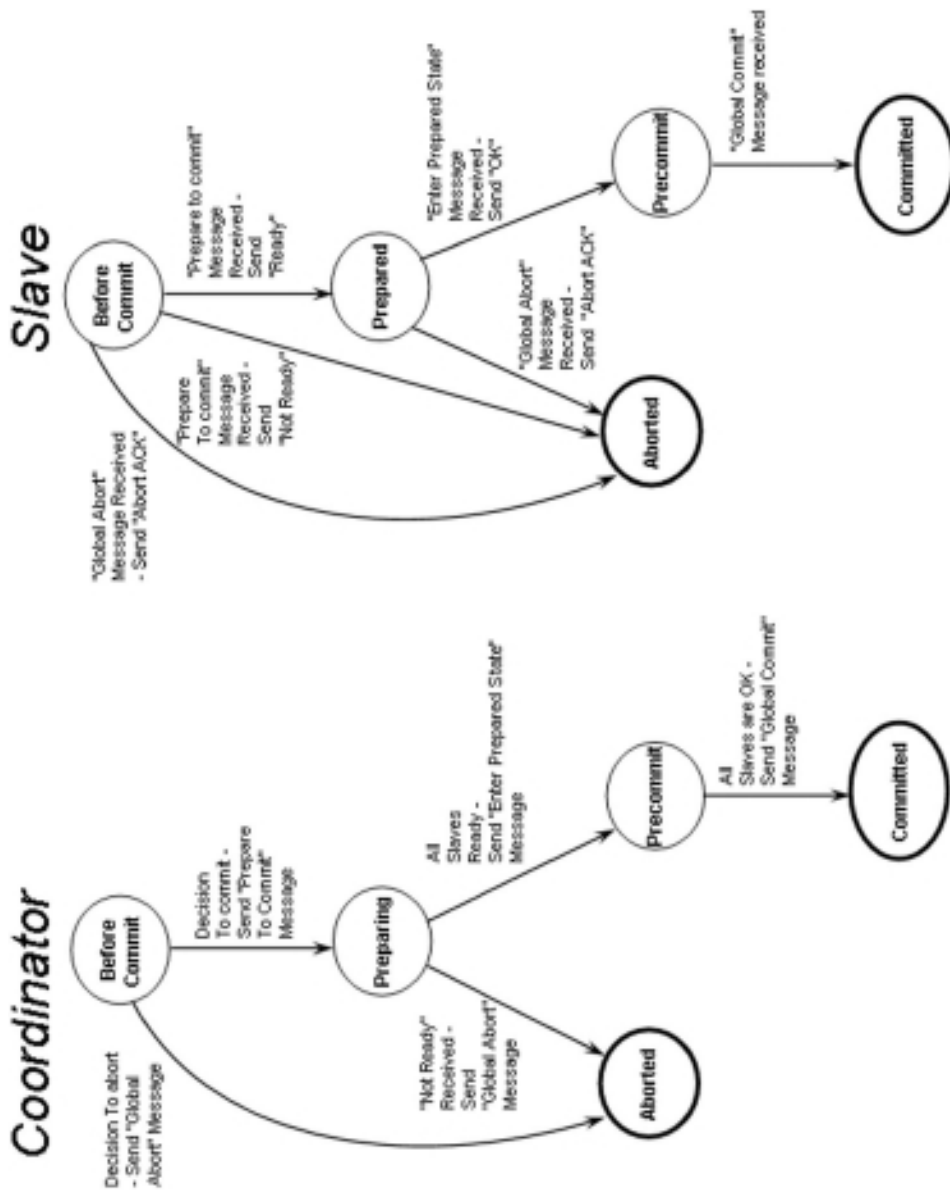 Coordinator
Decision To abort
- Send "Global
Abort" Message
Before
Commit
Decision
To commit -
Send "Prepare
To Commit"
Message
Preparing
"Not Ready"
Received -
Send
"Global Abort"
Message
All
Slaves
Ready -
Send "Enter Prepared State"
Message
Aborted
Precommit
All
Slaves are OK -
Send "Global Commit"
Message
Committed
Slave
"Global Abort"
Message Received
- Send "Abort ACK"
Before
Commit
"Prepare
To commit"
Message
Received -
Send
"Not Ready"
"Prepare to commit"
Message
Received -
Send
"Ready"
Prepared
"Global Abort"
Message
Received -
Send "Abort ACK"
"Enter Prepared State"
Message
Received -
Send "OK"
Aborted
Precommit
"Global Commit"
Message received
Committed